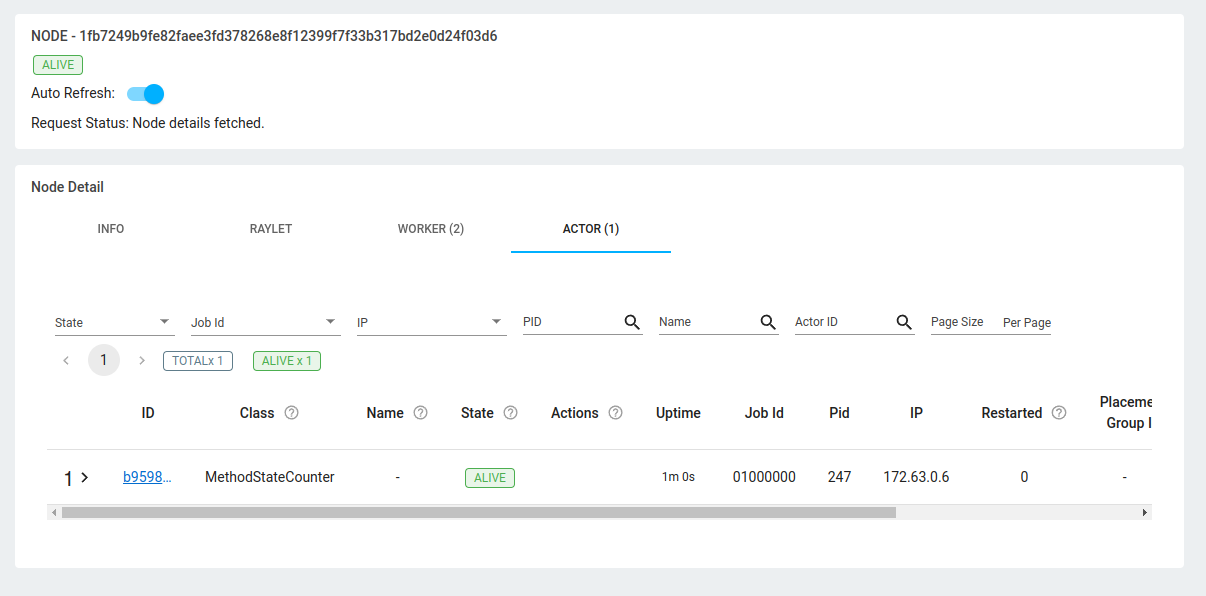 NODE - 1fb7249b9fe82faee3fd378268e8f12399f7f33b317bd2e0d24f03d6
ALIVE
Auto Refresh:
Request Status: Node details fetched.
Node Detail
INFO RAYLET WORKER (2) ACTOR (1)
State Job Id IP PID Name Actor ID Page Size Per Page
1 TOTALx 1 ALIVE x 1
ID Class ? Name ? State ? Actions ? Uptime Job Id Pid IP Restarted ? Placeme
Group I
1 b9598... MethodStateCounter - ALIVE 1m 0s 01000000 247 172.63.0.6 0 -